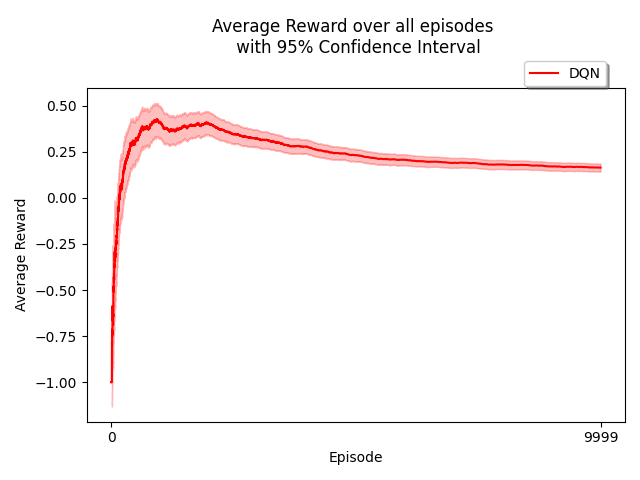 Average Reward over all episodes
with 95% Confidence Interval
DQN
0.50
0.25
0.00
−0.25
−0.50
−0.75
−1.00
Average Reward
0
9999
Episode